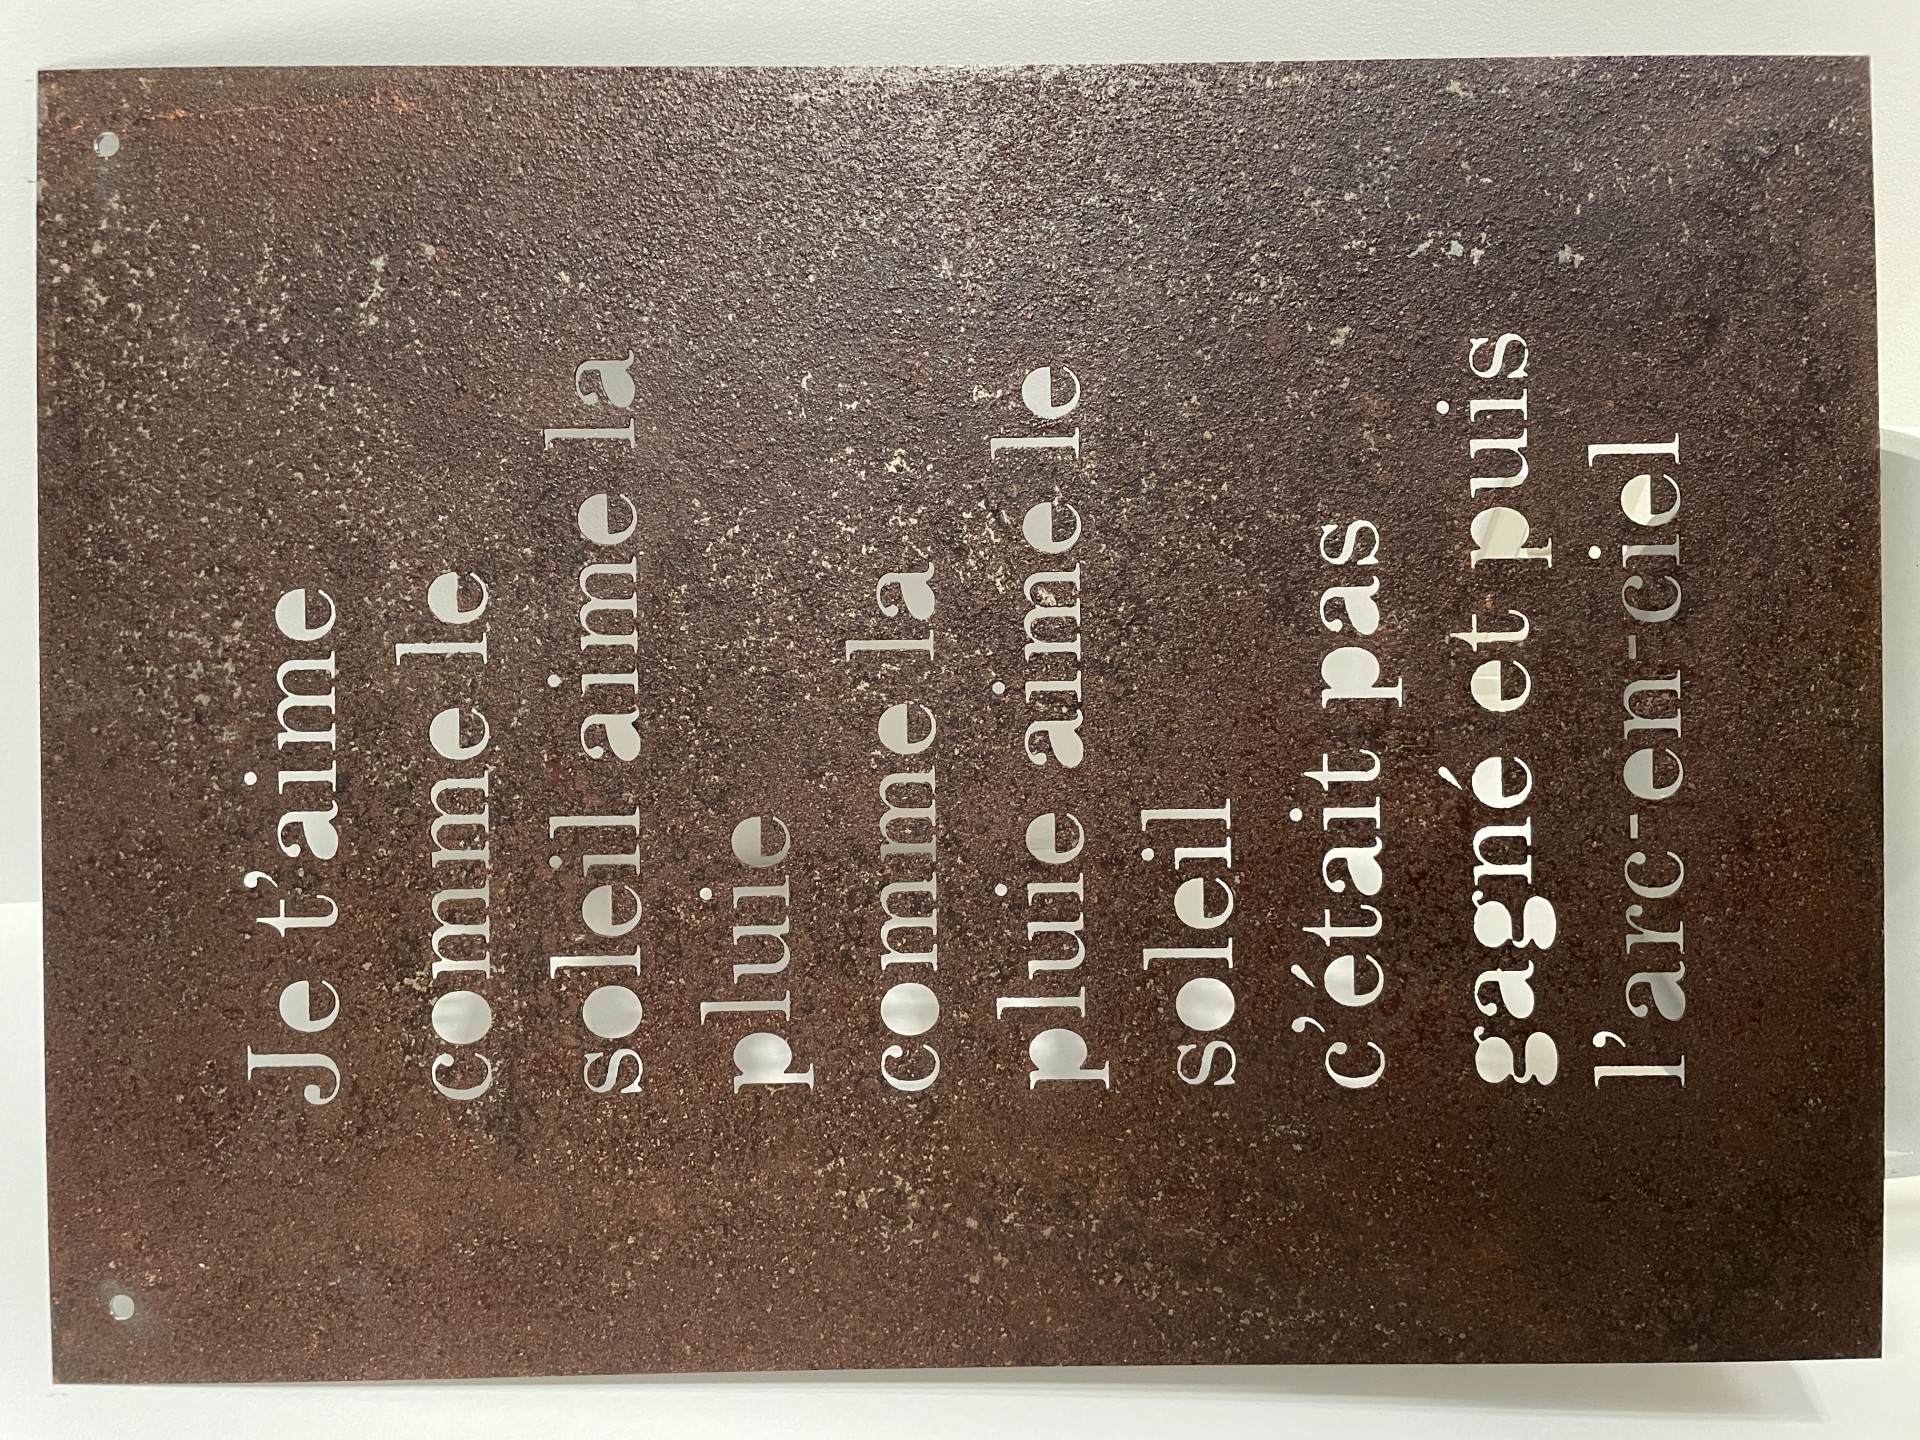 Je t’aime
comme le
soleil aime la
pluie
comme la
pluie aime le
soleil
c’était pas
gagné et puis
l’arc-en-ciel